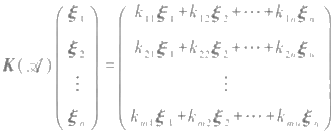 K(𝒜) ( ξ₁ ξ₂ ⋮ ξₙ ) = ( k₁₁ξ₁+k₁₂ξ₂+⋯+k₁ₙξₙ
k₂₁ξ₁+k₂₂ξ₂+⋯+k₂ₙξₙ
⋮
kₘ₁ξ₁+kₘ₂ξ₂+⋯+kₘₙξₙ )